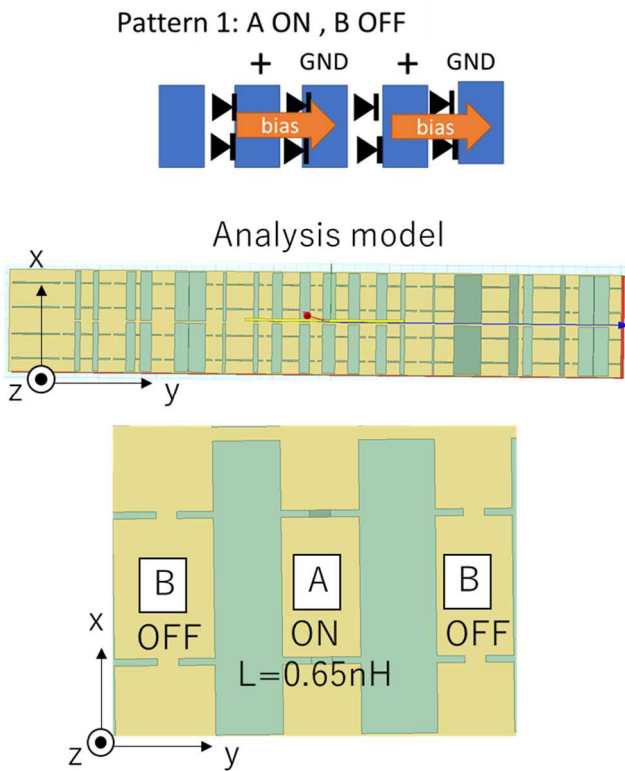 Pattern 1: A ON , B OFF
+ GND + GND
bias bias
Analysis model
x
z y
B A B
OFF ON OFF
L=0.65nH
x
z y